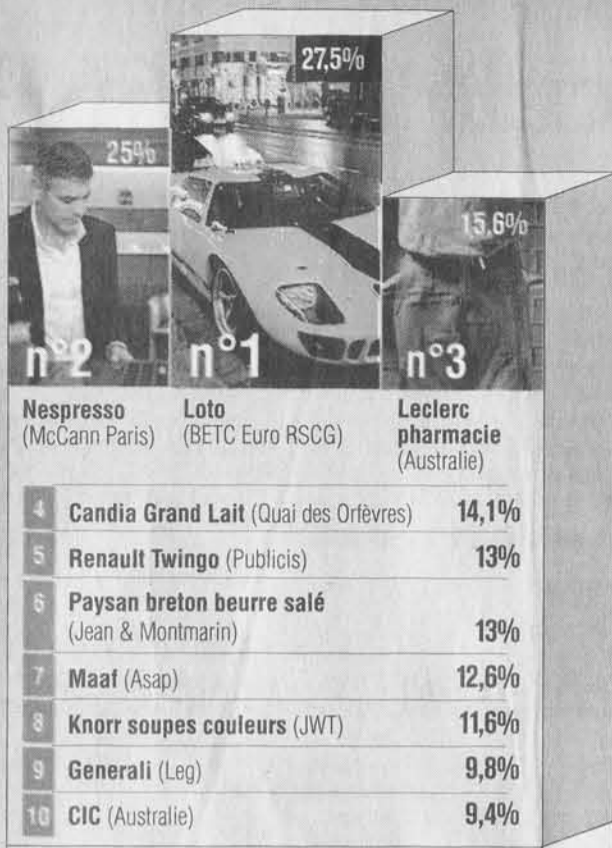 27,5%
25%
15,6%
n°2
n°1
n°3
Nespresso
(McCann Paris)
Loto
(BETC Euro RSCG)
Leclerc
pharmacie
(Australie)
4 Candia Grand Lait (Quai des Orfèvres) 14,1%
5 Renault Twingo (Publicis) 13%
6 Paysan breton beurre salé
(Jean & Montmarin) 13%
7 Maaf (Asap) 12,6%
8 Knorr soupes couleurs (JWT) 11,6%
9 Generali (Leg) 9,8%
10 CIC (Australie) 9,4%